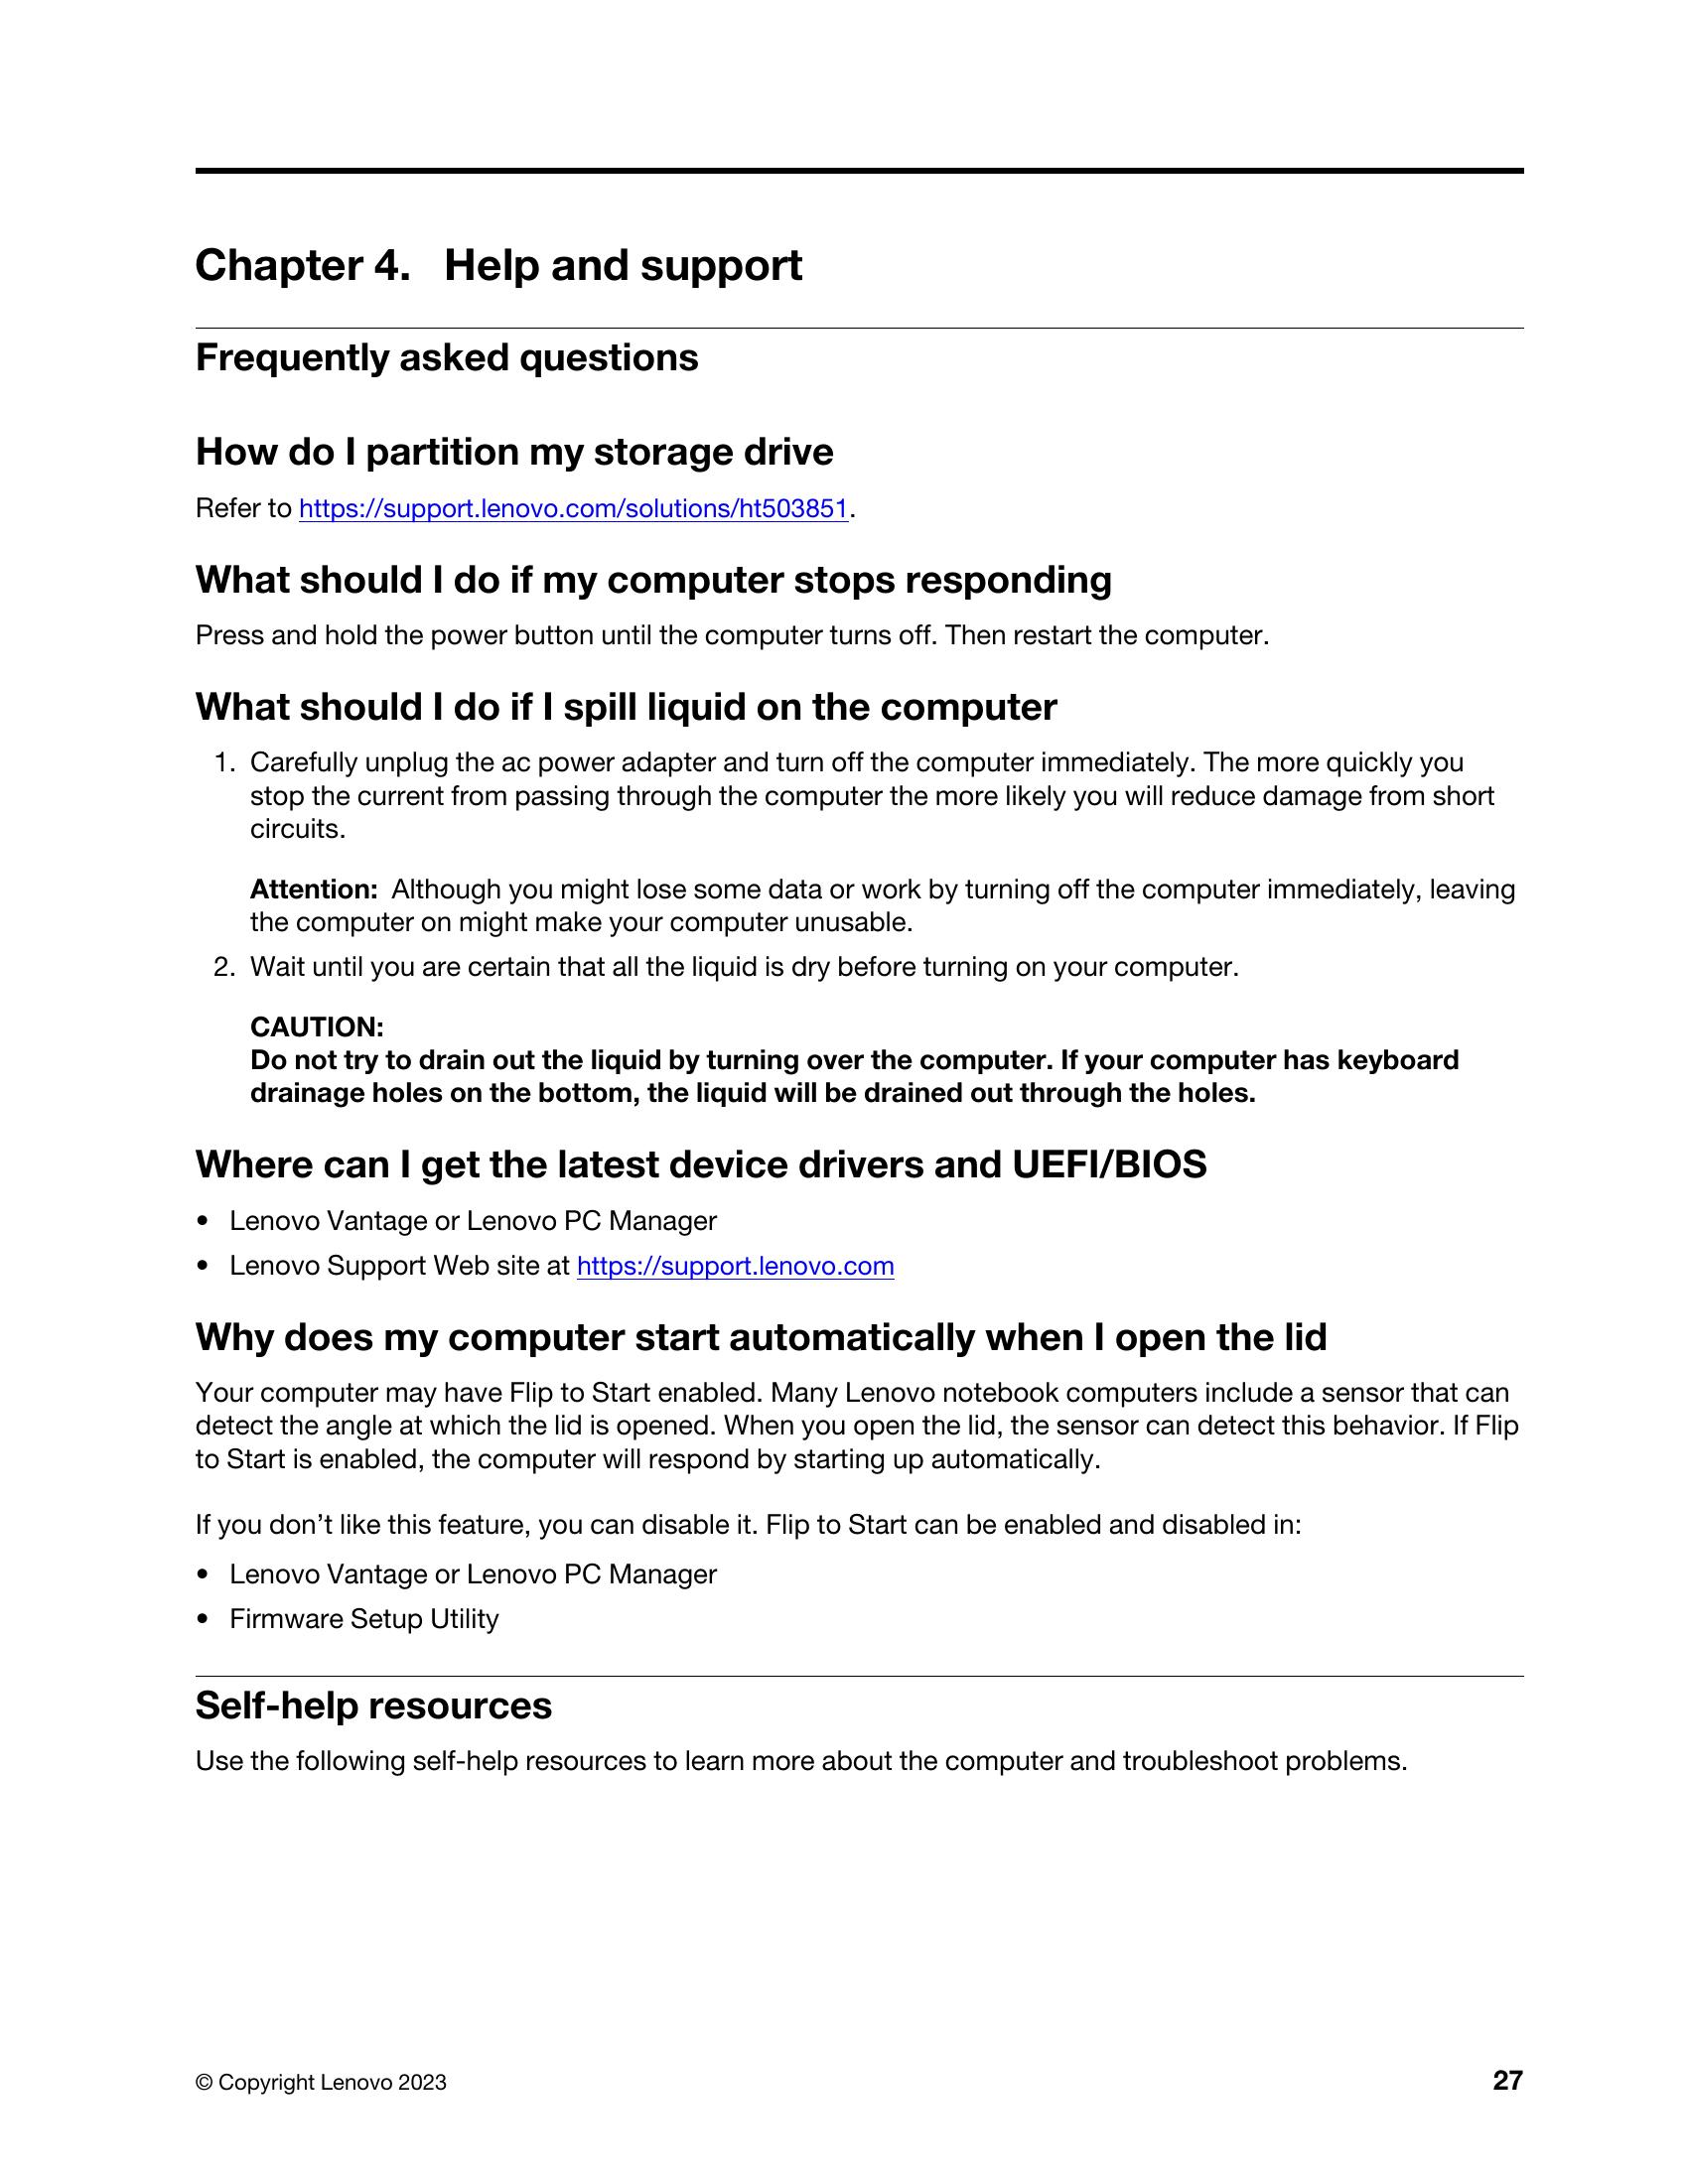 Chapter 4. Help and support
Frequently asked questions
How do I partition my storage drive
Refer to https://support.lenovo.com/solutions/ht503851.
What should I do if my computer stops responding
Press and hold the power button until the computer turns off. Then restart the computer.
What should I do if I spill liquid on the computer
1. Carefully unplug the ac power adapter and turn off the computer immediately. The more quickly you
stop the current from passing through the computer the more likely you will reduce damage from short
circuits.
Attention: Although you might lose some data or work by turning off the computer immediately, leaving
the computer on might make your computer unusable.
2. Wait until you are certain that all the liquid is dry before turning on your computer.
CAUTION:
Do not try to drain out the liquid by turning over the computer. If your computer has keyboard
drainage holes on the bottom, the liquid will be drained out through the holes.
Where can I get the latest device drivers and UEFI/BIOS
• Lenovo Vantage or Lenovo PC Manager
• Lenovo Support Web site at https://support.lenovo.com
Why does my computer start automatically when I open the lid
Your computer may have Flip to Start enabled. Many Lenovo notebook computers include a sensor that can
detect the angle at which the lid is opened. When you open the lid, the sensor can detect this behavior. If Flip
to Start is enabled, the computer will respond by starting up automatically.
If you don’t like this feature, you can disable it. Flip to Start can be enabled and disabled in:
• Lenovo Vantage or Lenovo PC Manager
• Firmware Setup Utility
Self-help resources
Use the following self-help resources to learn more about the computer and troubleshoot problems.
© Copyright Lenovo 2023 27